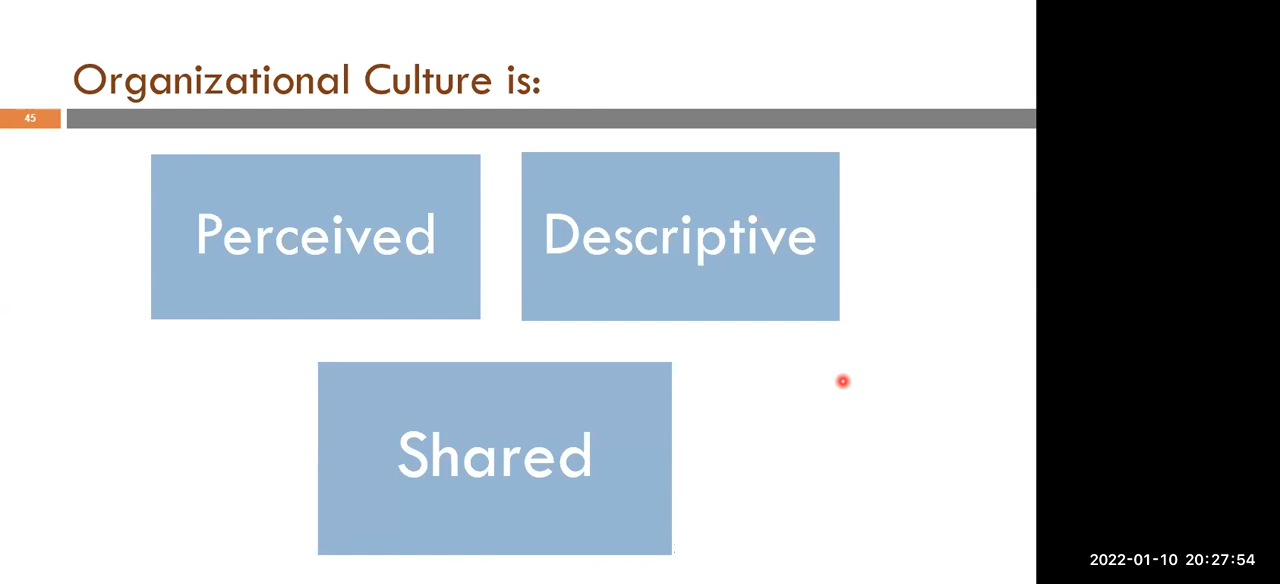 Organizational Culture is:
45
Perceived
Descriptive
Shared
2022-01-10 20:27:54